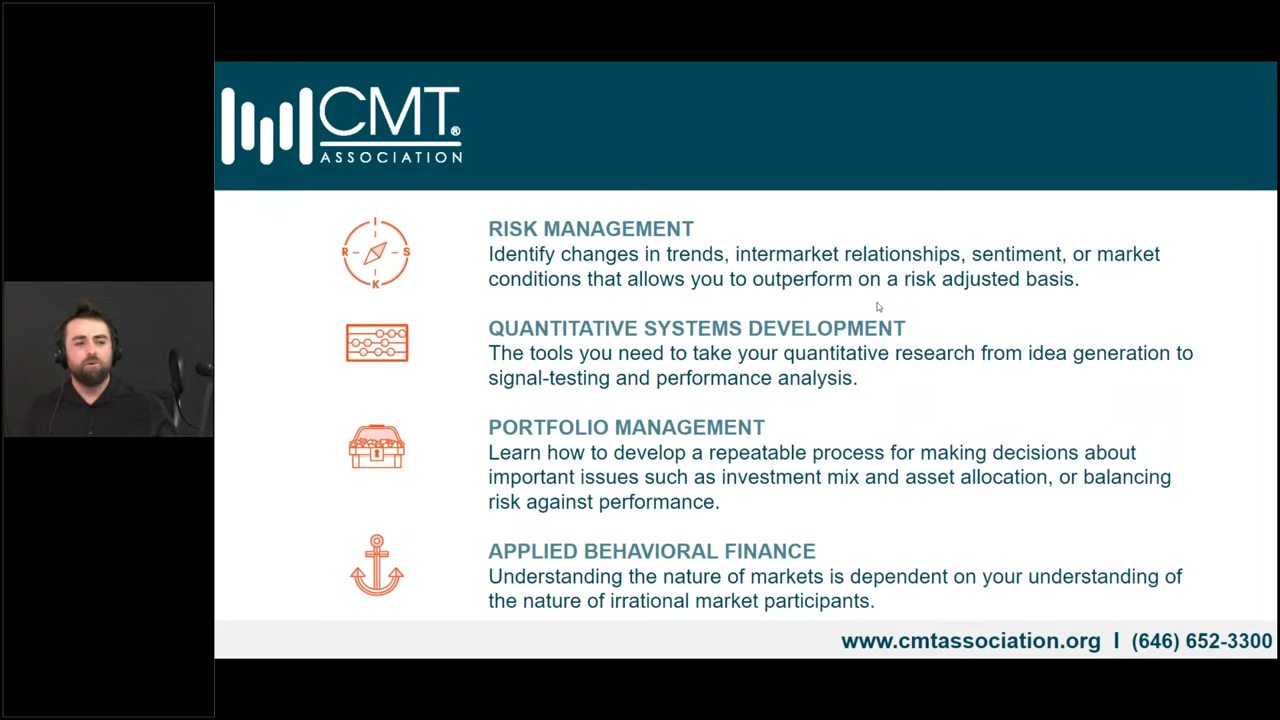 CMT®
ASSOCIATION
I
R S
K
RISK MANAGEMENT
Identify changes in trends, intermarket relationships, sentiment, or market
conditions that allows you to outperform on a risk adjusted basis.
QUANTITATIVE SYSTEMS DEVELOPMENT
The tools you need to take your quantitative research from idea generation to
signal-testing and performance analysis.
PORTFOLIO MANAGEMENT
Learn how to develop a repeatable process for making decisions about
important issues such as investment mix and asset allocation, or balancing
risk against performance.
APPLIED BEHAVIORAL FINANCE
Understanding the nature of markets is dependent on your understanding of
the nature of irrational market participants.
www.cmtassociation.org | (646) 652-3300